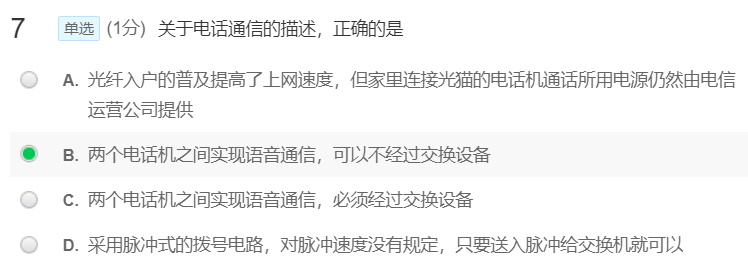 7 单选 (1分) 关于电话通信的描述，正确的是
A. 光纤入户的普及提高了上网速度，但家里连接光猫的电话机通话所用电源仍然由电信
运营公司提供
B. 两个电话机之间实现语音通信，可以不经过交换设备
C. 两个电话机之间实现语音通信，必须经过交换设备
D. 采用脉冲式的拨号电路，对脉冲速度没有规定，只要送入脉冲给交换机就可以